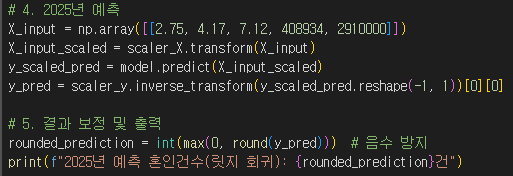 # 4. 2025년 예측
X_input = np.array([[2.75, 4.17, 7.12, 408934, 2910000]])
X_input_scaled = scaler_X.transform(X_input)
y_scaled_pred = model.predict(X_input_scaled)
y_pred = scaler_y.inverse_transform(y_scaled_pred.reshape(-1, 1))[0][0]
# 5. 결과 보정 및 출력
rounded_prediction = int(max(0, round(y_pred)))  # 음수 방지
print(f"2025년 예측 혼인건수(릿지 회귀): {rounded_prediction}건")